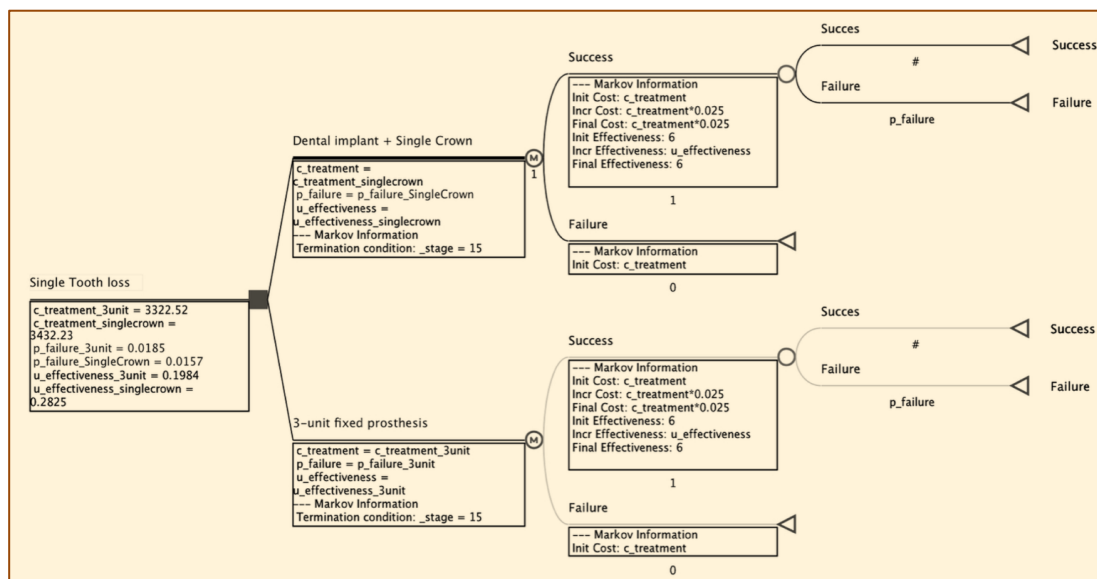 Single Tooth loss
c_treatment_3unit = 3322.52
c_treatment_singlecrown =
3432.23
p_failure_3unit = 0.0185
p_failure_SingleCrown = 0.0157
u_effectiveness_3unit = 0.1984
u_effectiveness_singlecrown =
0.2825
Dental implant + Single Crown
c_treatment =
c_treatment_singlecrown
p_failure = p_failure_SingleCrown
u_effectiveness =
u_effectiveness_singlecrown
--- Markov Information
Termination condition: _stage = 15
M
1
Success
--- Markov Information
Init Cost: c_treatment
Incr Cost: c_treatment*0.025
Final Cost: c_treatment*0.025
Init Effectiveness: 6
Incr Effectiveness: u_effectiveness
Final Effectiveness: 6
1
Succes
#
Success
Failure
p_failure
Failure
Failure
--- Markov Information
Init Cost: c_treatment
0
3-unit fixed prosthesis
c_treatment = c_treatment_3unit
p_failure = p_failure_3unit
u_effectiveness =
u_effectiveness_3unit
--- Markov Information
Termination condition: _stage = 15
M
Success
--- Markov Information
Init Cost: c_treatment
Incr Cost: c_treatment*0.025
Final Cost: c_treatment*0.025
Init Effectiveness: 6
Incr Effectiveness: u_effectiveness
Final Effectiveness: 6
1
Succes
#
Success
Failure
p_failure
Failure
Failure
--- Markov Information
Init Cost: c_treatment
0